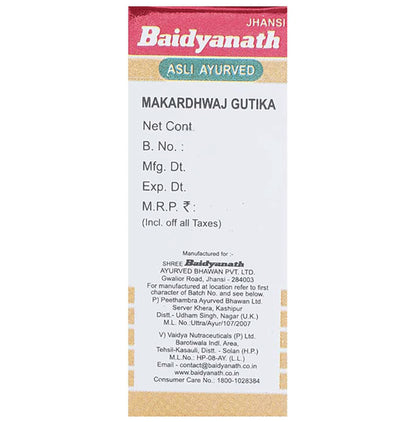 JHANSI
Baidyanath
ASLI AYURVED
MAKARDHWAJ GUTIKA
Net Cont.
B. No. :
Mfg. Dt.
Exp. Dt.
M.R.P. ₹ :
(Incl. off all Taxes)
Manufactured for :-
SHREE Baidyanath
AYURVED BHAWAN PVT. LTD.
Gwalior Road, Jhansi - 284003
For manufactured at location refer to first
character of Batch No. and see below.
P) Peethambra Ayurved Bhawan Ltd.
Server Khera, Kashipur
Distt.- Udham Singh, Nagar (U.K.)
M.L. No.:Uttra/Ayur/107/2007
V) Vaidya Nutraceuticals (P) Ltd.
Barotiwala Indl. Area,
Tehsil-Kasauli, Distt. - Solan (H.P.)
M.L.No.: HP-08-AY. (L.L.)
Email - contact@baidyanath.co.in
www.baidyanath.co.in
Consumer Care No.: 1800-1028384